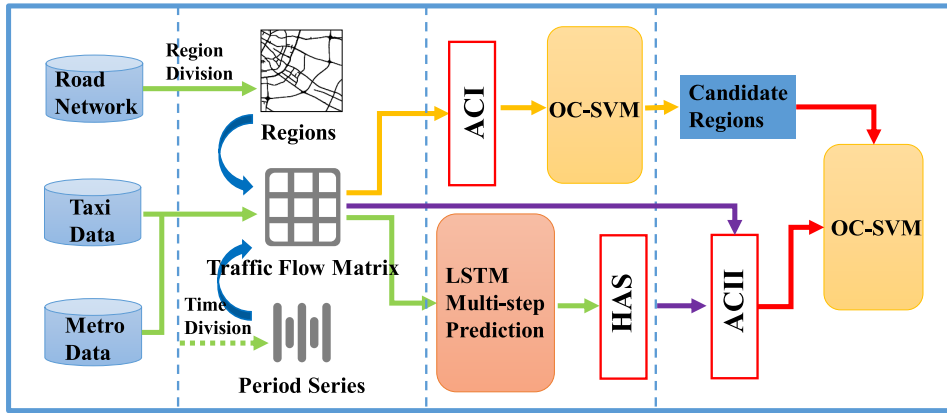 Road
Network
Region
Division
Regions
Taxi
Data
Traffic Flow Matrix
Metro
Data
Time
Division
Period Series
ACI
OC-SVM
LSTM
Multi-step
Prediction
HAS
Candidate
Regions
ACII
OC-SVM